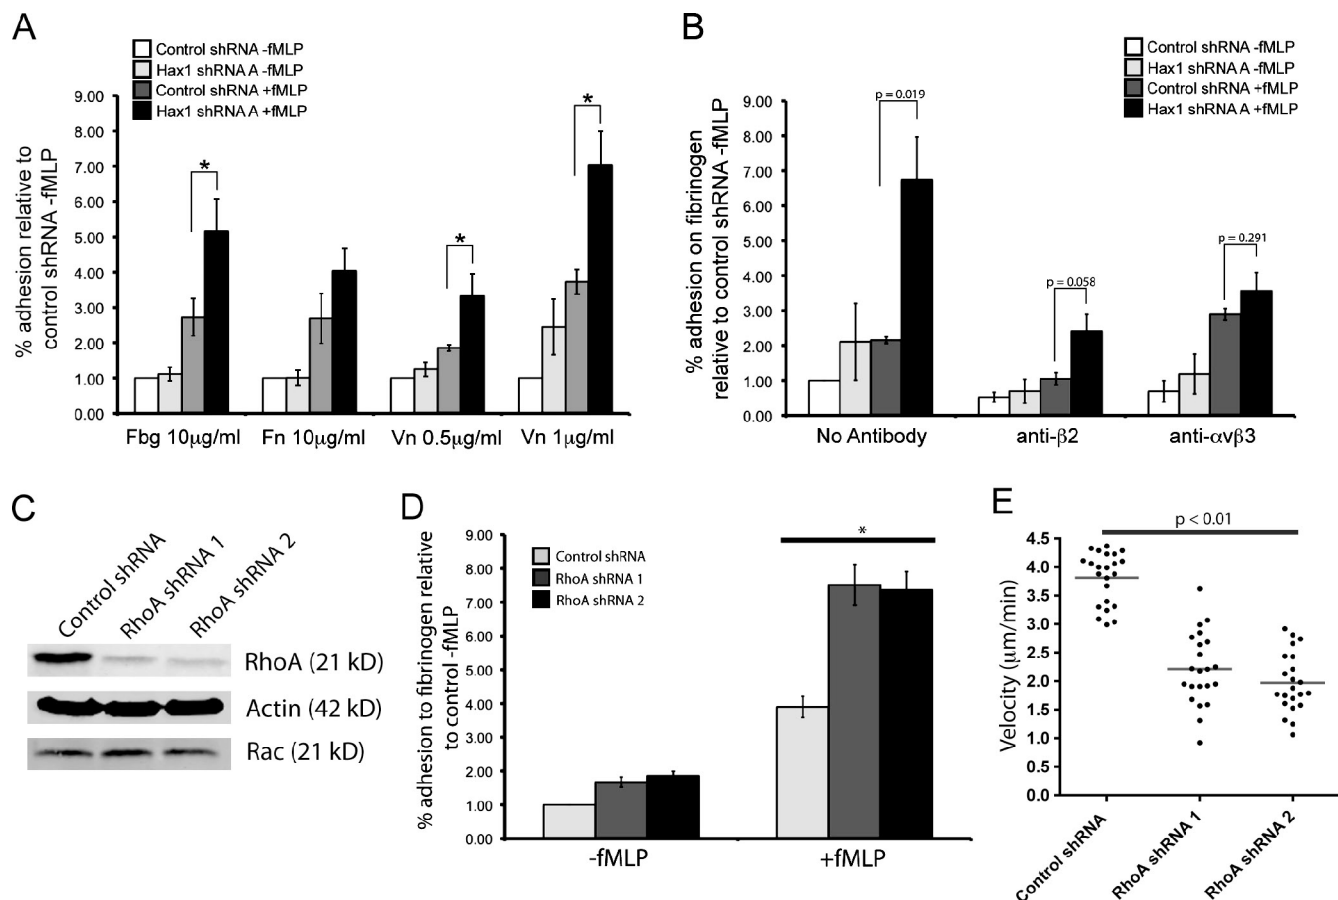 A
Control shRNA -fMLP
Hax1 shRNA A -fMLP
Control shRNA +fMLP
Hax1 shRNA A +fMLP
% adhesion relative to
control shRNA -fMLP
9.00
8.00
7.00
6.00
5.00
4.00
3.00
2.00
1.00
0.00
*
*
*
Fbg 10μg/ml
Fn 10μg/ml
Vn 0.5μg/ml
Vn 1μg/ml
B
Control shRNA -fMLP
Hax1 shRNA A -fMLP
Control shRNA +fMLP
Hax1 shRNA A +fMLP
% adhesion on fibrinogen
relative to control shRNA -fMLP
9.00
8.00
7.00
6.00
5.00
4.00
3.00
2.00
1.00
0.00
p = 0.019
p = 0.058
p = 0.291
No Antibody
anti-β2
anti-αvβ3
C
Control shRNA
RhoA shRNA 1
RhoA shRNA 2
RhoA (21 kD)
Actin (42 kD)
Rac (21 kD)
D
% adhesion to fibrinogen relative
to control -fMLP
9.00
8.00
7.00
6.00
5.00
4.00
3.00
2.00
1.00
0.00
Control shRNA
RhoA shRNA 1
RhoA shRNA 2
*
-fMLP
+fMLP
E
p < 0.01
Velocity (μm/min)
4.5
4.0
3.5
3.0
2.5
2.0
1.5
1.0
0.5
0.0
Control shRNA
RhoA shRNA 1
RhoA shRNA 2